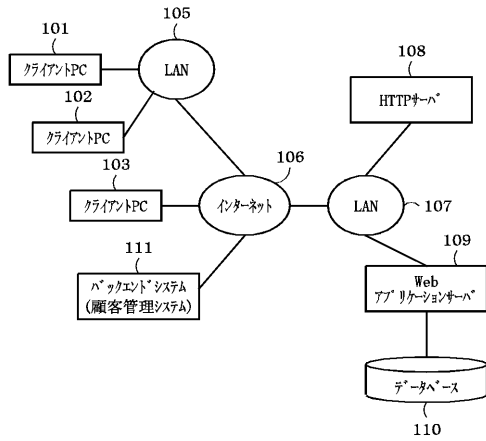 101
ｸﾗｲｱﾝﾄPC
105
LAN
102
ｸﾗｲｱﾝﾄPC
108
HTTPｻｰﾊﾞ
103
ｸﾗｲｱﾝﾄPC
106
ｲﾝﾀｰﾈｯﾄ
LAN
107
111
ﾊﾞｯｸｴﾝﾄﾞｼｽﾃﾑ
(顧客管理ｼｽﾃﾑ)
109
Web
ｱﾌﾟﾘｹｰｼｮﾝｻｰﾊﾞ
ﾃﾞｰﾀﾍﾞｰｽ
110